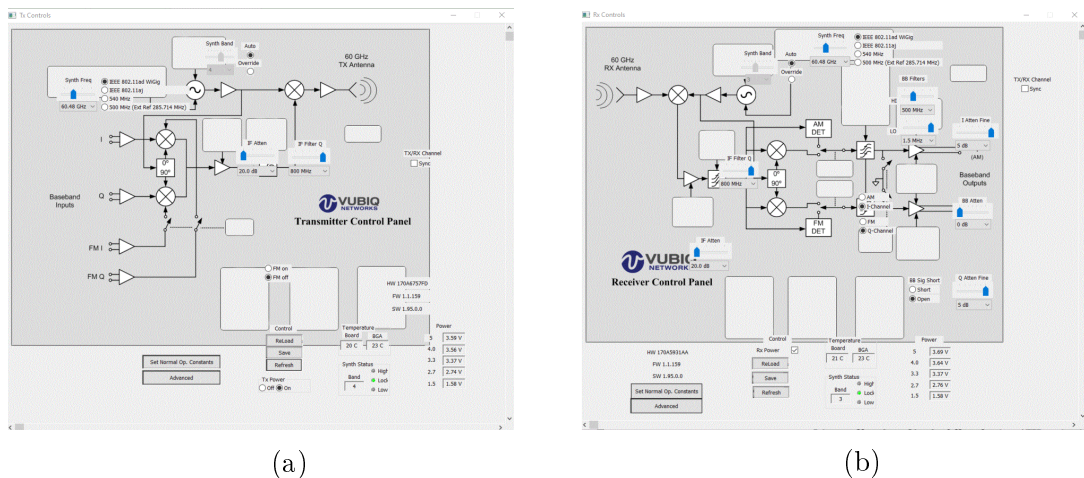 Tx Controls
Synth Band
Auto
Override
4
60 GHz
TX Antenna
Synth Freq
60.48 GHz
IEEE 802.11ad WiGig
IEEE 802.11aj
540 MHz
500 MHz (Ext Ref 285.714 MHz)
I
0°
90°
Q
Baseband
Inputs
IF Atten
20.0 dB
IF Filter Q
800 MHz
TX/RX Channel
Sync
VUBIQ
NETWORKS
Transmitter Control Panel
FM I
FM Q
FM on
FM off
HW 170A6757FD
FW 1.1.159
SW 1.95.0.0
Control
ReLoad
Save
Refresh
Temperature
Board
BGA
20 C
23 C
Synth Status
Band
4
High
Lock
Low
Power
5
3.59 V
4.0
3.56 V
3.3
3.37 V
2.7
2.74 V
1.5
1.58 V
Set Normal Op. Constants
Advanced
Tx Power
Off
On
(a)
Rx Controls
60 GHz
RX Antenna
Synth Band
Auto
Override
3
Synth Freq
60.48 GHz
IEEE 802.11ad WiGig
IEEE 802.11aj
540 MHz
500 MHz (Ext Ref 285.714 MHz)
TX/RX Channel
Sync
BB Filters
HI
500 MHz
LO
1.5 MHz
I Atten Fine
5 dB
(AM)
Baseband
Outputs
AM
DET
0°
90°
FM
DET
IF Filter Q
800 MHz
AM
I-Channel
FM
Q-Channel
BB Atten
0 dB
IF Atten
20.0 dB
VUBIQ
NETWORK
Receiver Control Panel
BB Sig Short
Short
Open
Q Atten Fine
5 dB
HW 170A5931AA
FW 1.1.159
SW 1.95.0.0
Control
Rx Power
ReLoad
Save
Refresh
Temperature
Board
BGA
21 C
23 C
Synth Status
Band
3
High
Lock
Low
Power
5
3.69 V
4.0
3.64 V
3.3
3.37 V
2.7
2.76 V
1.5
1.58 V
Set Normal Op. Constants
Advanced
(b)